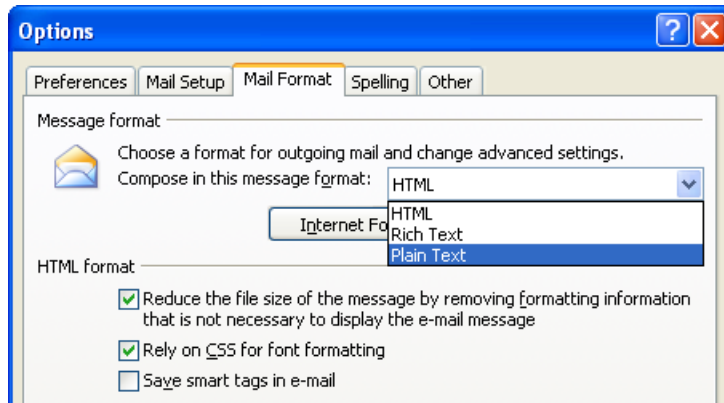 Options
Preferences Mail Setup Mail Format Spelling Other
Message format
Choose a format for outgoing mail and change advanced settings.
Compose in this message format: HTML
HTML
Internet Fo
Rich Text
Plain Text
HTML format
Reduce the file size of the message by removing formatting information
that is not necessary to display the e-mail message
Rely on CSS for font formatting
Save smart tags in e-mail